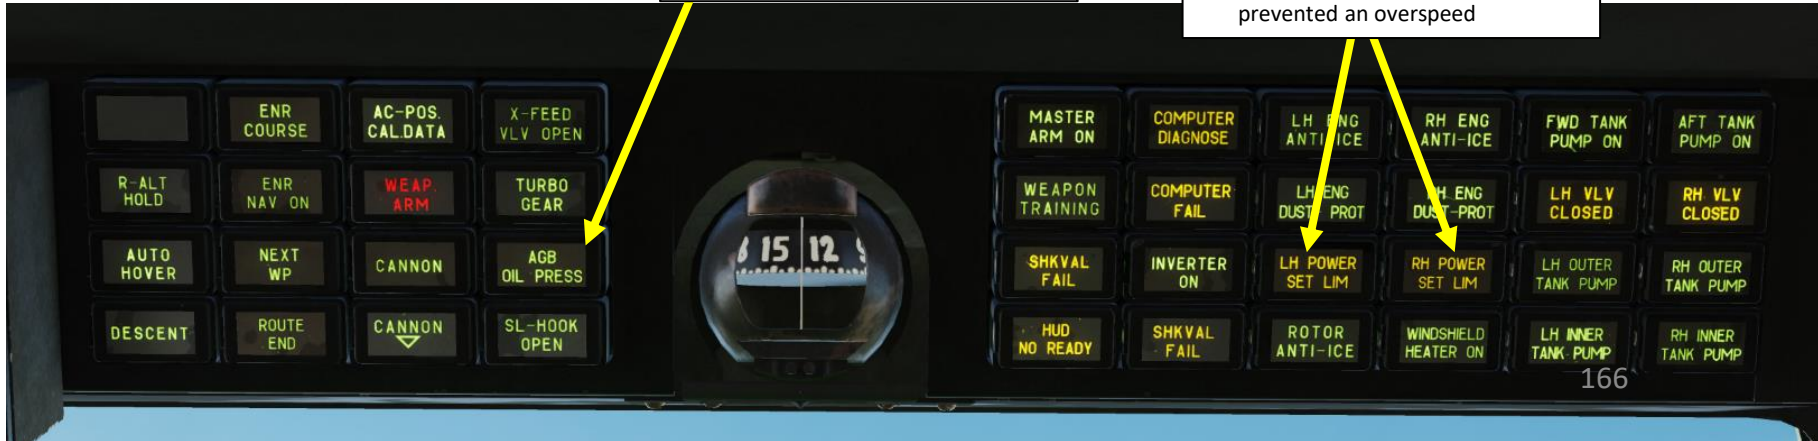 prevented an overspeed
ENR
COURSE
AC-POS.
CAL.DATA
X-FEED
VLV OPEN
R-ALT
HOLD
ENR
NAV ON
WEAP.
ARM
TURBO
GEAR
AUTO
HOVER
NEXT
WP
CANNON
AGB
OIL PRESS
DESCENT
ROUTE
END
CANNON
SL-HOOK
OPEN
15 12
MASTER
ARM ON
COMPUTER
DIAGNOSE
LH ENG
ANTI-ICE
RH ENG
ANTI-ICE
FWD TANK
PUMP ON
AFT TANK
PUMP ON
WEAPON
TRAINING
COMPUTER
FAIL
LH ENG
DUST-PROT
RH ENG
DUST-PROT
LH VLV
CLOSED
RH VLV
CLOSED
SHKVAL
FAIL
INVERTER
ON
LH POWER
SET LIM
RH POWER
SET LIM
LH OUTER
TANK PUMP
RH OUTER
TANK PUMP
HUD
NO READY
SHKVAL
FAIL
ROTOR
ANTI-ICE
WINDSHIELD
HEATER ON
LH INNER
TANK PUMP
RH INNER
TANK PUMP
166